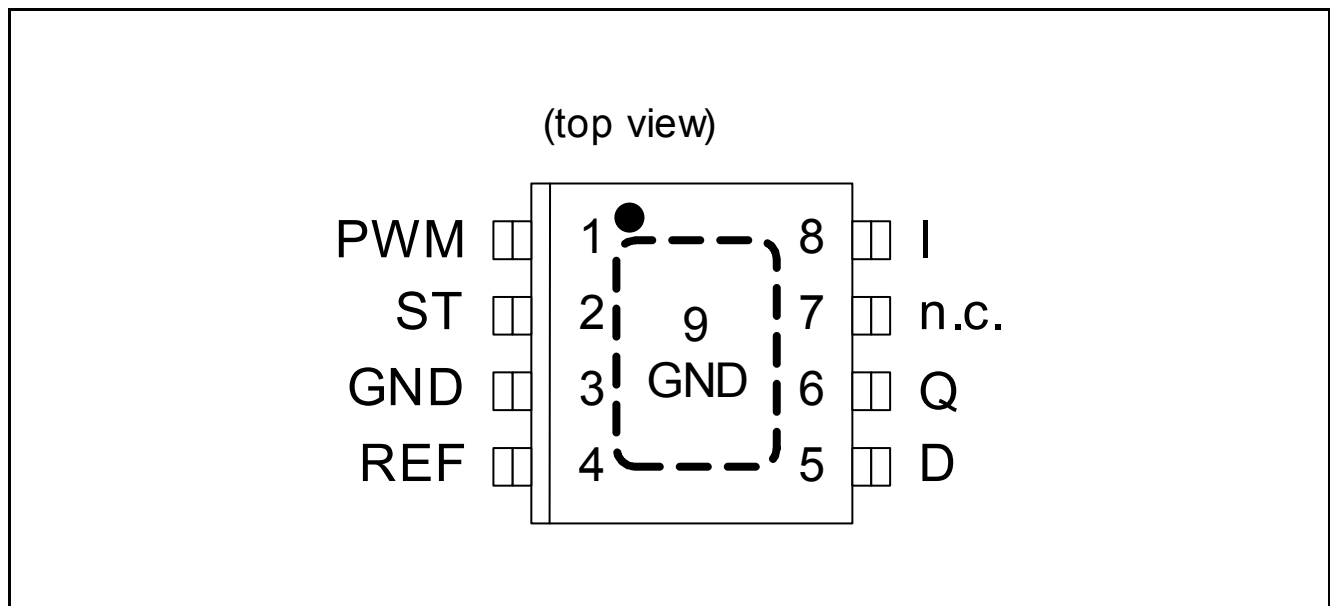 (top view)
PWM 1 8 I
ST 2 7 n.c.
9
GND 3 6 Q
GND
REF 4 5 D